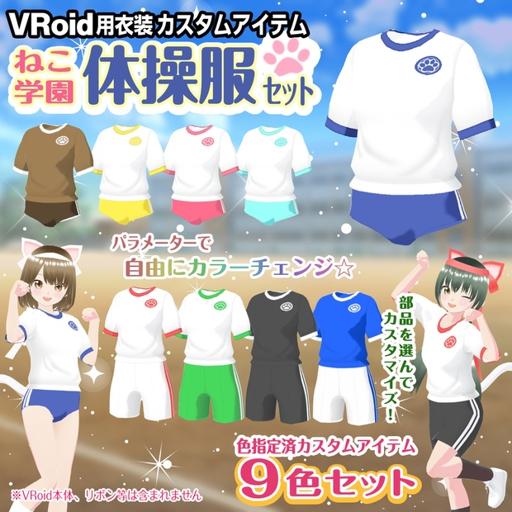 VRoid用衣装 カスタムアイテム
ねこ
学園
体操服
セット
パラメーターで
自由にカラーチェンジ☆
部品を選んで
カスタマイズ！
色指定済カスタムアイテム
9色セット
※VRoid本体、リボン等は含まれません